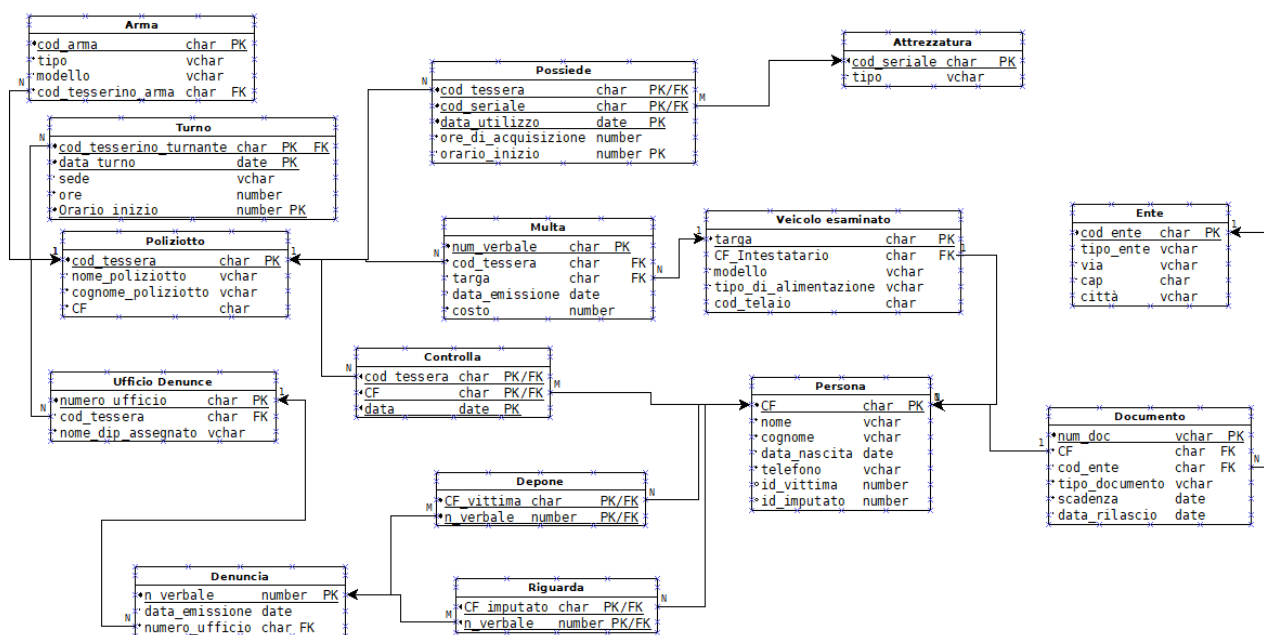 Arma
cod_arma char PK
tipo vchar
modello vchar
cod_tesserino_arma char FK
N
Turno
cod_tesserino_turnante char PK FK
data_turno date PK
sede vchar
ore number
Orario_inizio number PK
N
Poliziotto
cod_tessera char PK
nome_poliziotto vchar
cognome_poliziotto vchar
CF char
1
1
Ufficio Denunce
numero_ufficio char PK
cod_tessera char FK
nome_dip_assegnato vchar
N
1
Denuncia
n_verbale number PK
data_emissione date
numero_ufficio char FK
N
Possiede
cod_tessera char PK/FK
cod_seriale char PK/FK
data_utilizzo date PK
ore_di_acquisizione number
orario_inizio number PK
N
M
Attrezzatura
cod_seriale char PK
tipo vchar
Multa
num_verbale char PK
cod_tessera char FK
targa char FK
data_emissione date
costo number
N
N
Veicolo esaminato
targa char PK
CF_Intestatario char FK
modello vchar
tipo_di_alimentazione vchar
cod_telaio char
1
1
Controlla
cod_tessera char PK/FK
CF char PK/FK
data date PK
N
M
Depone
CF_vittima char PK/FK
n_verbale number PK/FK
M
N
Riguarda
CF_imputato char PK/FK
n_verbale number PK/FK
M
N
Persona
CF char PK
nome vchar
cognome vchar
data_nascita date
telefono vchar
id_vittima number
id_imputato number
Ente
cod_ente char PK
tipo_ente vchar
via vchar
cap char
città vchar
1
Documento
num_doc vchar PK
CF char FK
cod_ente char FK
tipo_documento vchar
scadenza date
data_rilascio date
1
N